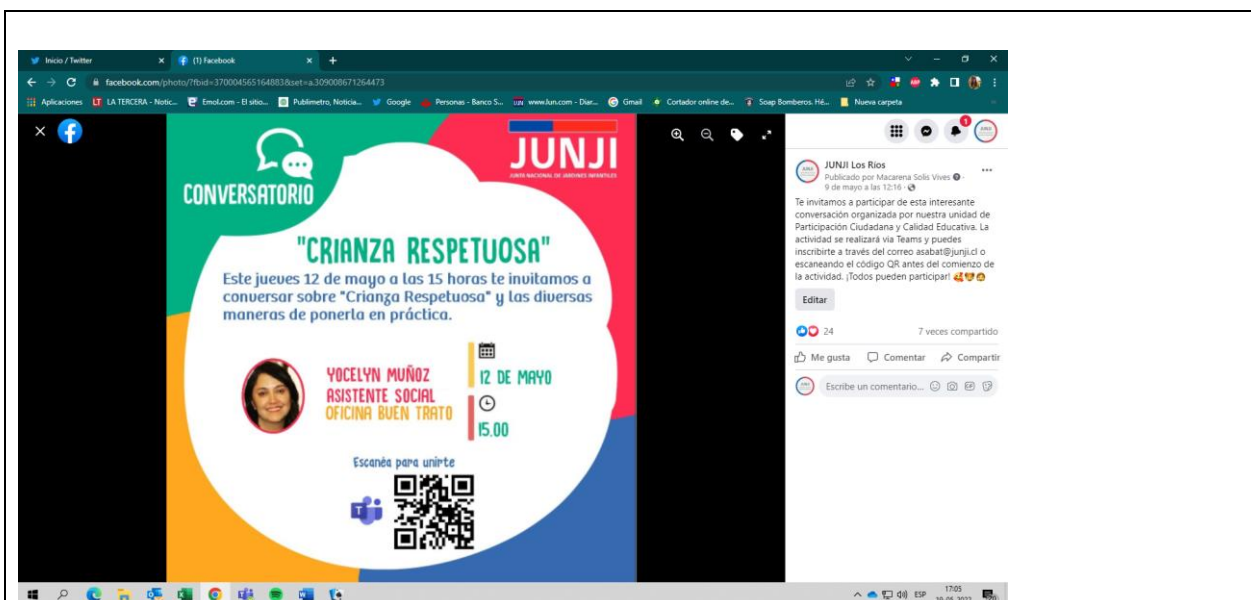 Inicio / Twitter
(1) Facebook
facebook.com/photo/?fbid=370004565164883&set=a.309008671264473
Aplicaciones
LA TERCERA - Notic...
Emol.com - El sitio...
Publimetro, Noticia...
Google
Personas - Banco S...
www.lun.com - Diar...
Gmail
Cortador online de...
Soap Bomberos. Hé...
Nueva carpeta
CONVERSATORIO
JUNJI
JUNTA NACIONAL DE JARDINES INFANTILES
"CRIANZA RESPETUOSA"
Este jueves 12 de mayo a las 15 horas te invitamos a
conversar sobre "Crianza Respetuosa" y las diversas
maneras de ponerla en práctica.
YOCELYN MUÑOZ
ASISTENTE SOCIAL
OFICINA BUEN TRATO
12 DE MAYO
15.00
Escanéa para unirte
JUNJI Los Rios
Publicado por Macarena Solis Vives
9 de mayo a las 12:16
Te invitamos a participar de esta interesante
conversación organizada por nuestra unidad de
Participación Ciudadana y Calidad Educativa. La
actividad se realizará via Teams y puedes
inscribirte a través del correo asabat@junji.cl o
escaneando el código QR antes del comienzo de
la actividad. ¡Todos pueden participar!
Editar
24
7 veces compartido
Me gusta
Comentar
Compartir
Escribe un comentario...
ESP
17:05